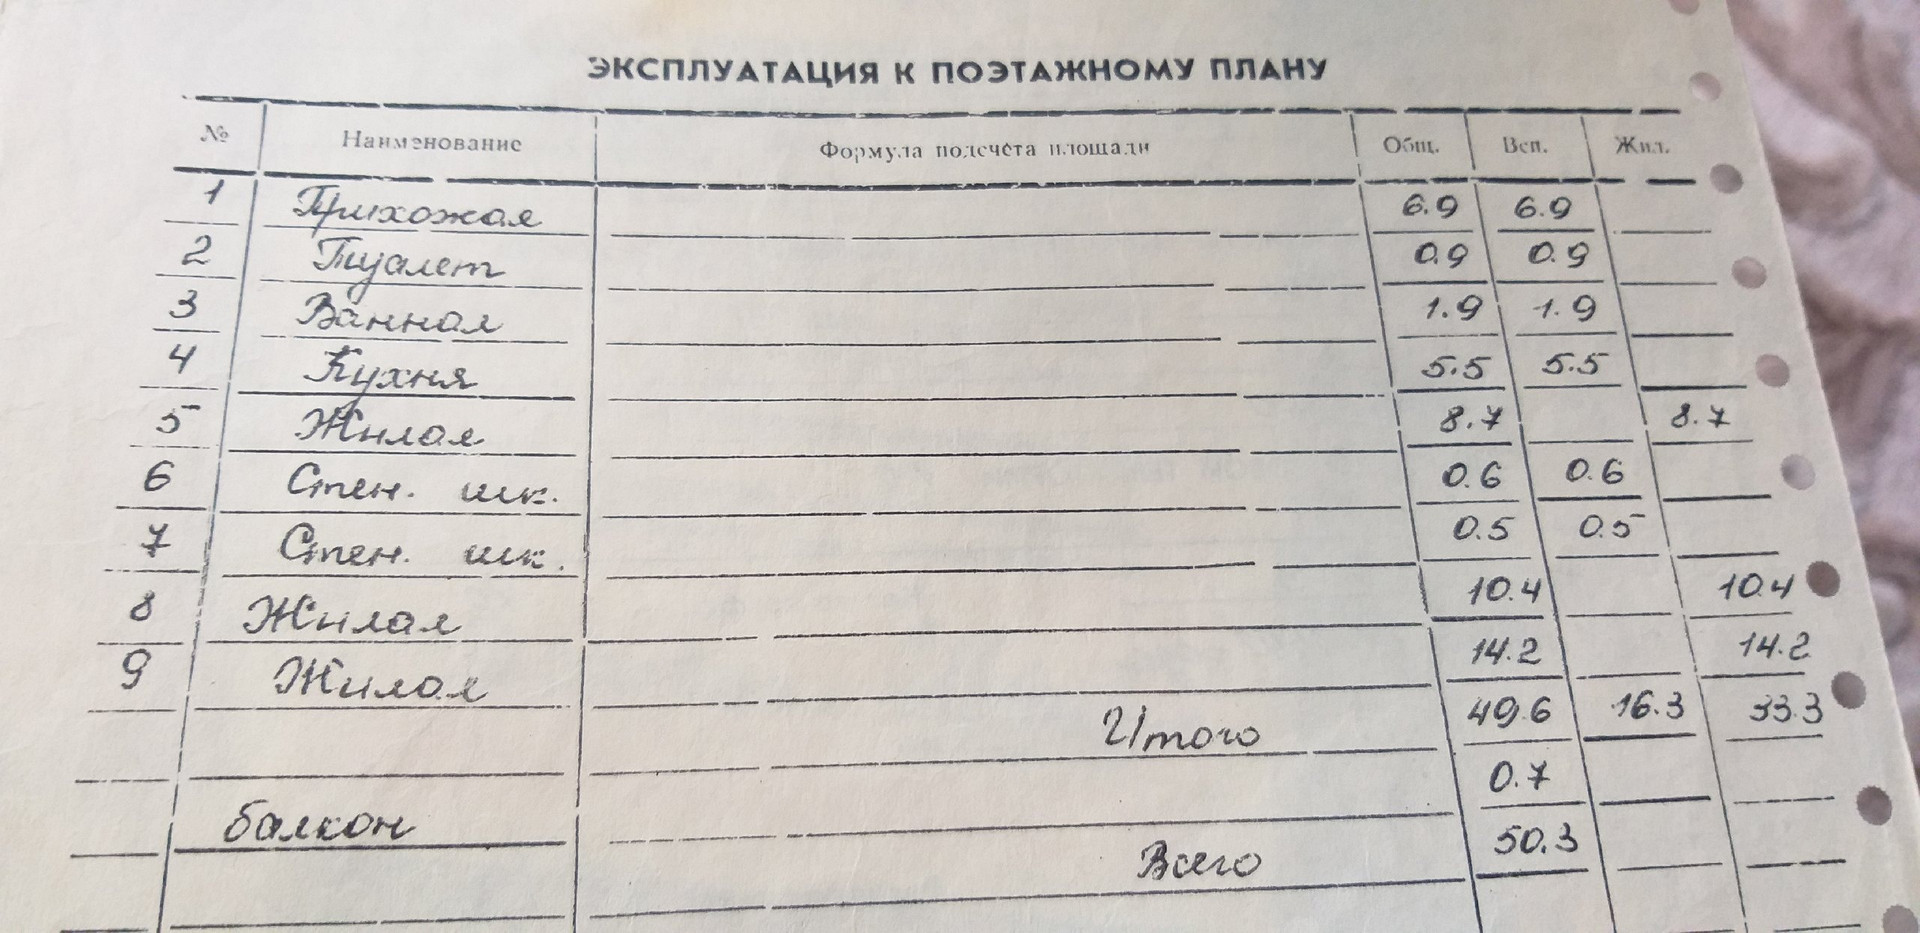 ЭКСПЛУАТАЦИЯ К ПОЭТАЖНОМУ ПЛАНУ
№ Наименование Формула подсчёта площади Общ. Всп. Жил.
1 Прихожая 6.9 6.9
2 Туалет 0.9 0.9
3 Ванная 1.9 1.9
4 Кухня 5.5 5.5
5 Жилая 8.7 8.7
6 Стен. шк. 0.6 0.6
7 Стен. шк. 0.5 0.5
8 Жилая 10.4 10.4
9 Жилая 14.2 14.2
Итого 49.6 16.3 33.3
балкон 0.7
Всего 50.3